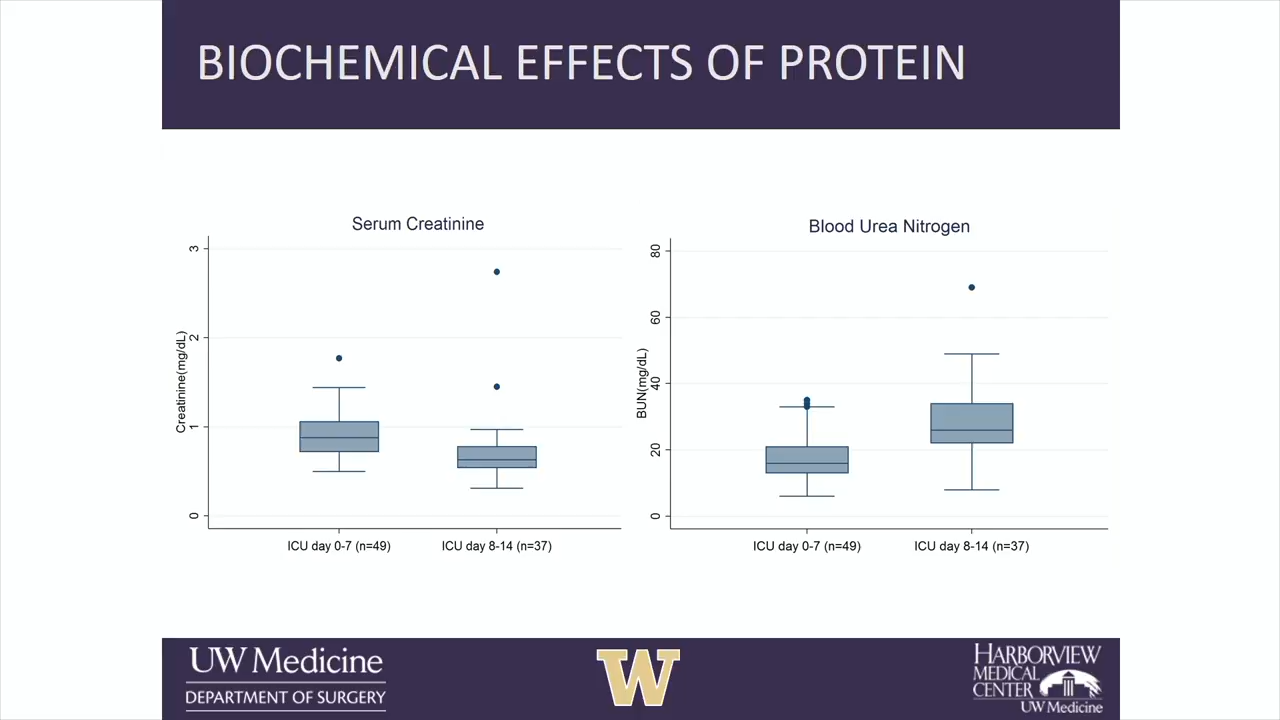 BIOCHEMICAL EFFECTS OF PROTEIN
Serum Creatinine
Creatinine(mg/dL)
3
2
1
0
ICU day 0-7 (n=49)
ICU day 8-14 (n=37)
Blood Urea Nitrogen
BUN(mg/dL)
80
60
40
20
0
ICU day 0-7 (n=49)
ICU day 8-14 (n=37)
UW Medicine
DEPARTMENT OF SURGERY
W
HARBORVIEW
MEDICAL
CENTER
UW Medicine